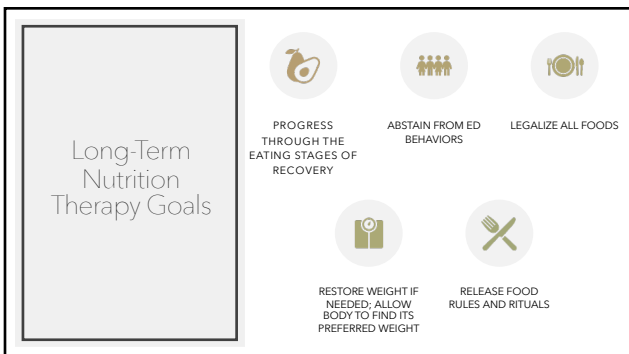 Long-Term
Nutrition
Therapy Goals
PROGRESS
THROUGH THE
EATING STAGES OF
RECOVERY
ABSTAIN FROM ED
BEHAVIORS
LEGALIZE ALL FOODS
RESTORE WEIGHT IF
NEEDED; ALLOW
BODY TO FIND ITS
PREFERRED WEIGHT
RELEASE FOOD
RULES AND RITUALS